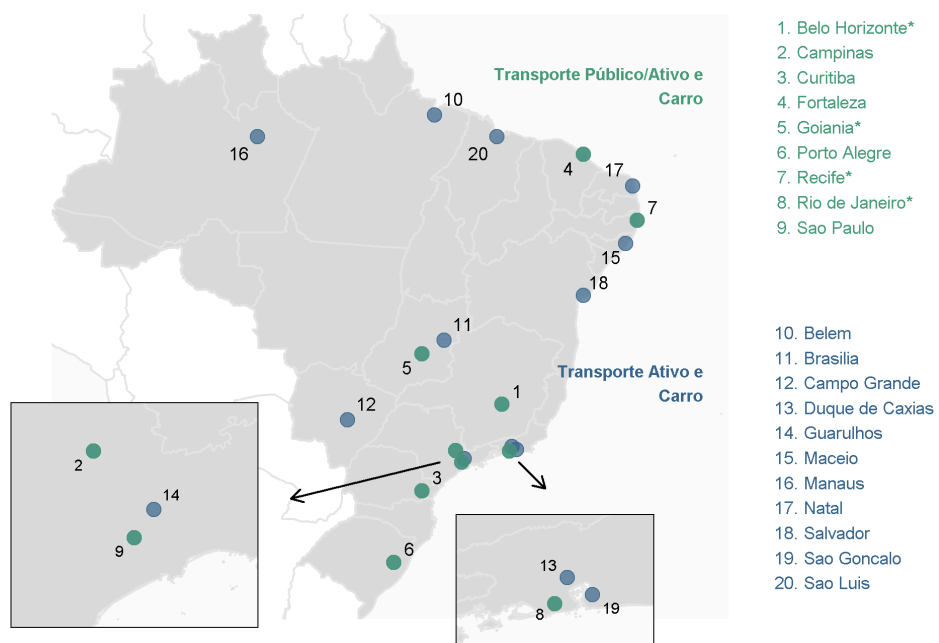 Transporte Público/Ativo e
Carro
1. Belo Horizonte*
2. Campinas
3. Curitiba
4. Fortaleza
5. Goiania*
6. Porto Alegre
7. Recife*
8. Rio de Janeiro*
9. Sao Paulo
Transporte Ativo e
Carro
10. Belem
11. Brasilia
12. Campo Grande
13. Duque de Caxias
14. Guarulhos
15. Maceio
16. Manaus
17. Natal
18. Salvador
19. Sao Goncalo
20. Sao Luis
10
16
20
4
17
7
15
18
11
5
12
1
3
6
2
14
9
13
8
19